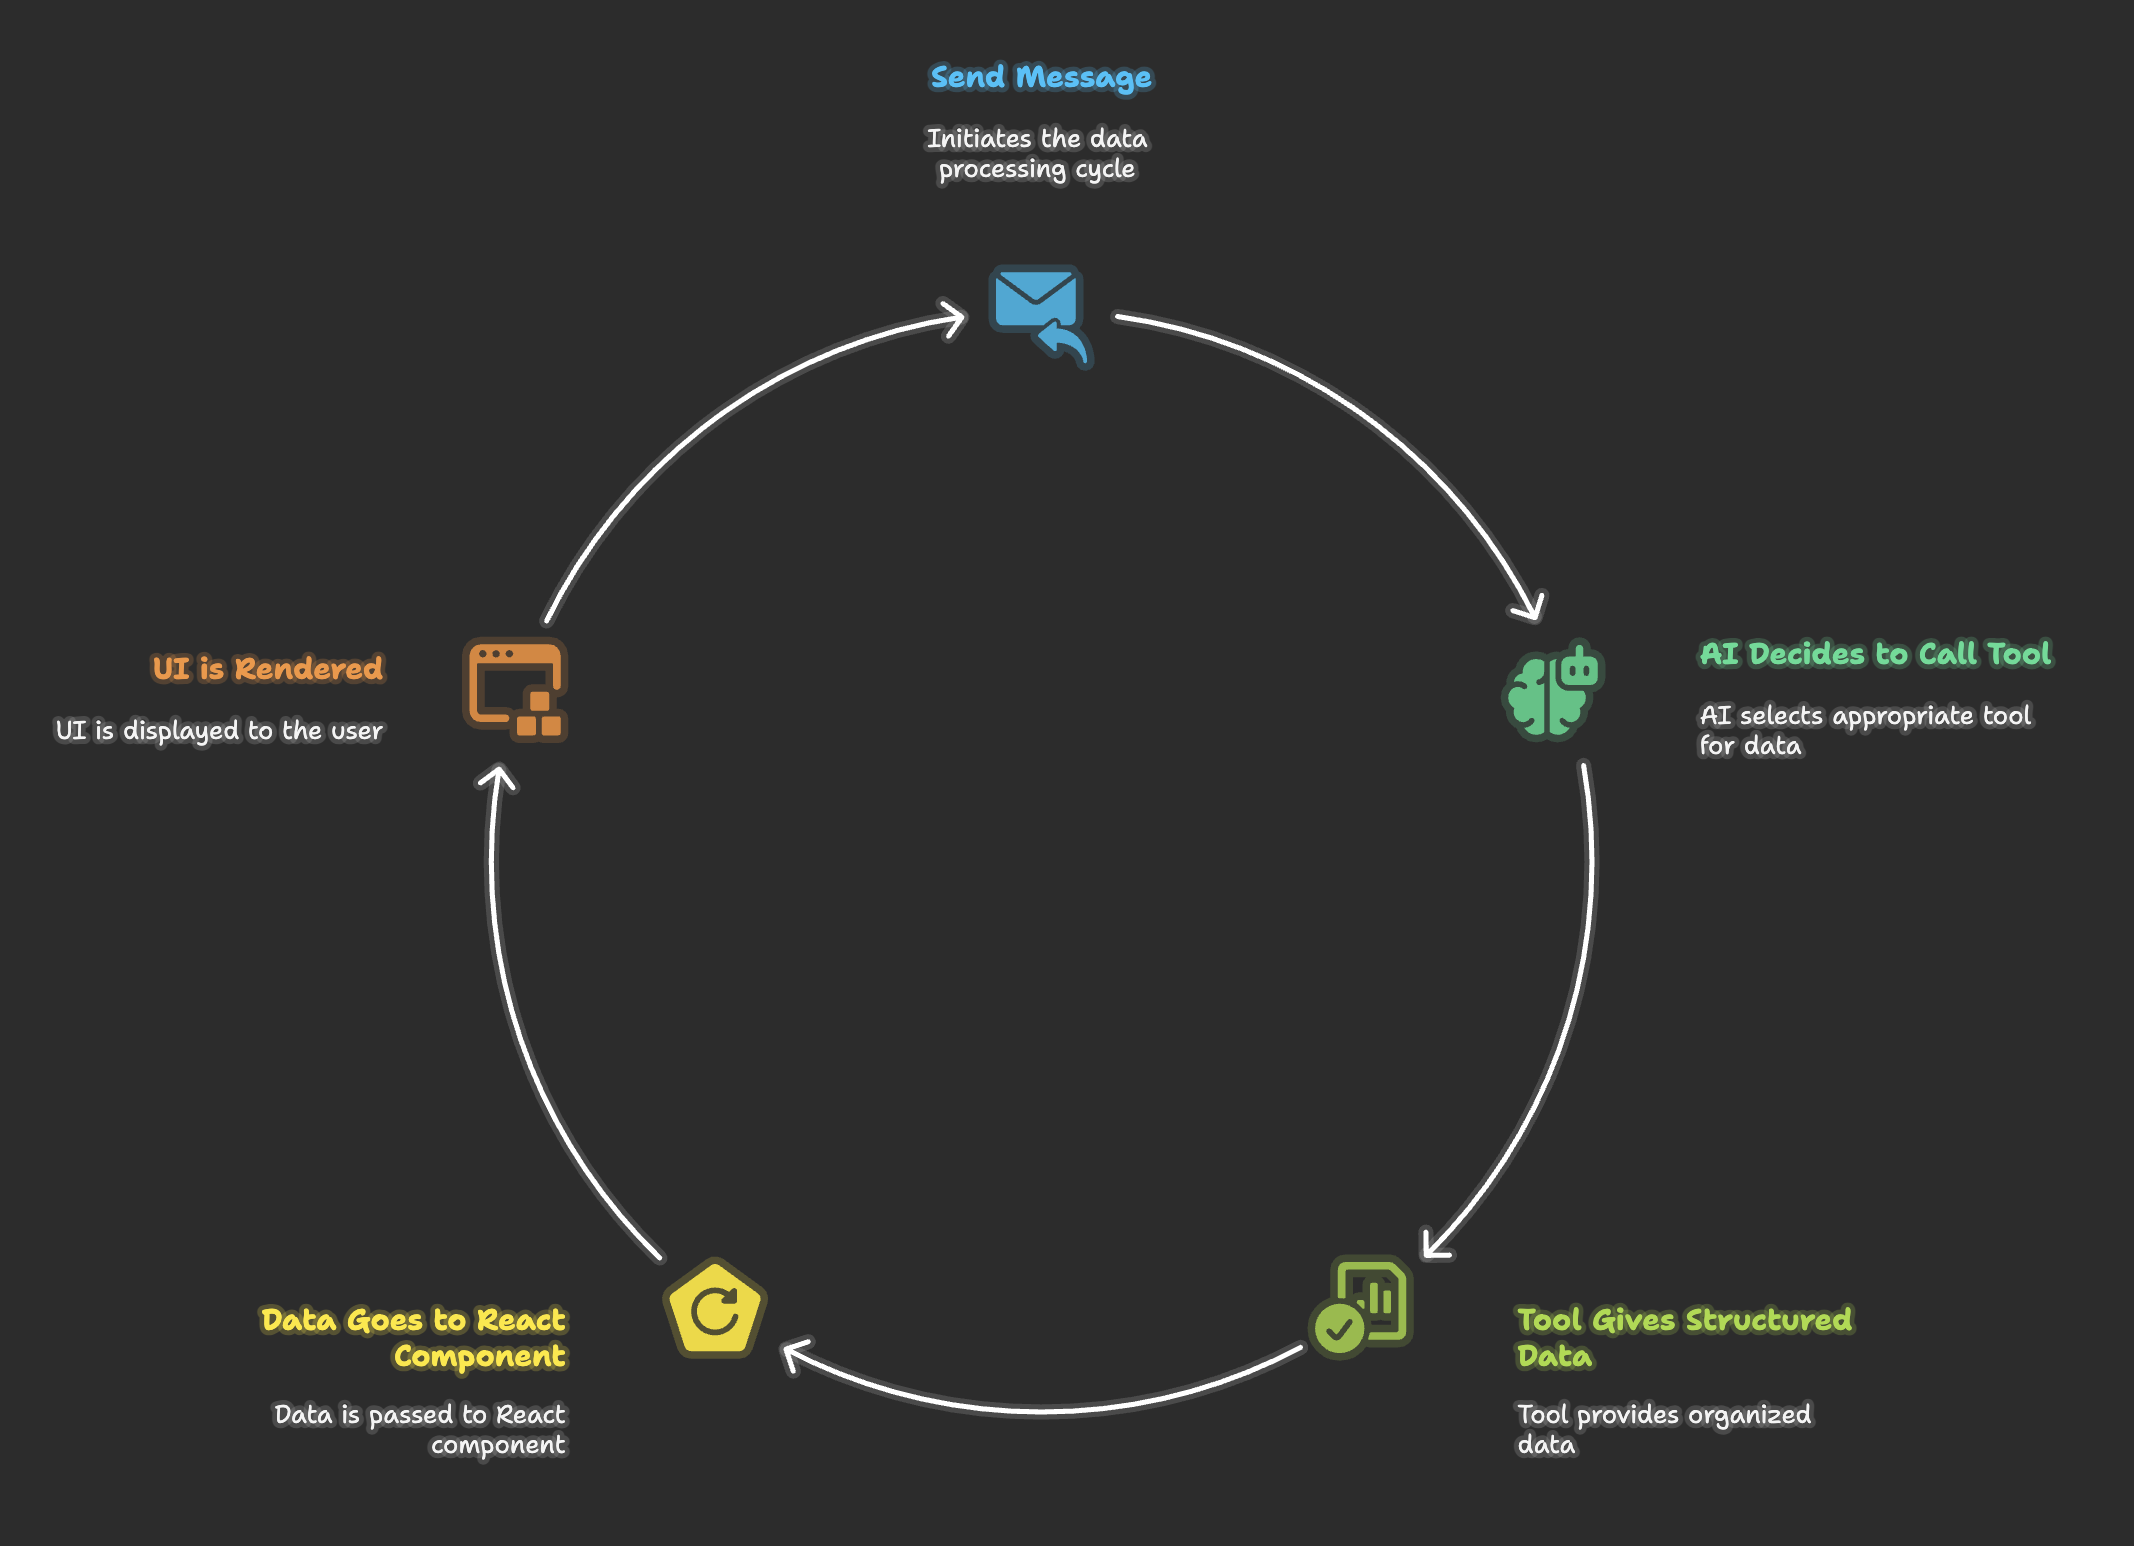 Send Message
Initiates the data
processing cycle
AI Decides to Call Tool
AI selects appropriate tool
for data
Tool Gives Structured
Data
Tool provides organized
data
Data Goes to React
Component
Data is passed to React
component
UI is Rendered
UI is displayed to the user